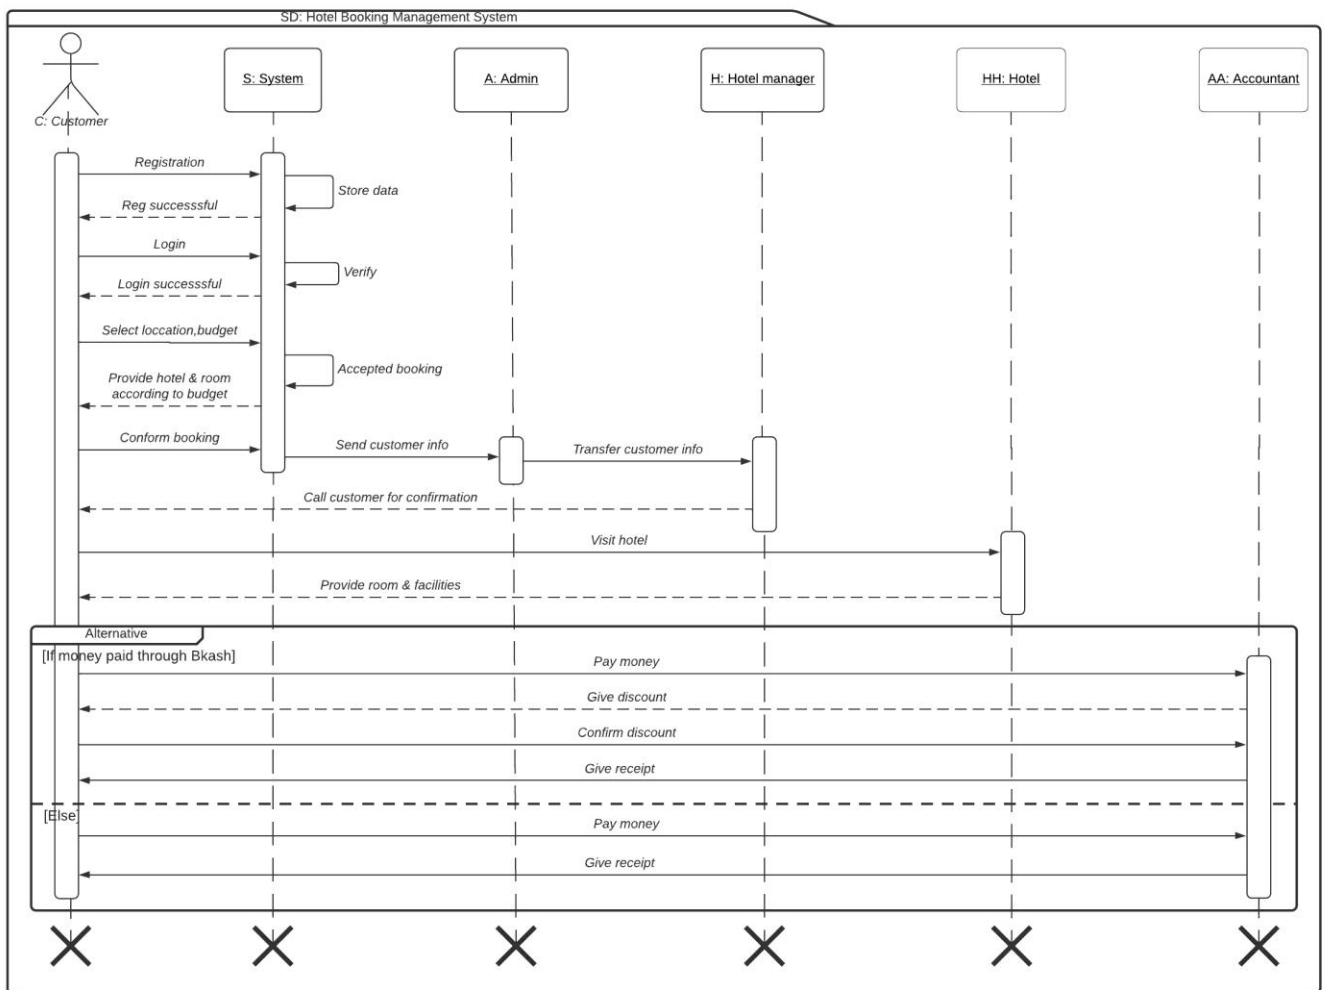 SD: Hotel Booking Management System
C: Customer
S: System
A: Admin
H: Hotel manager
HH: Hotel
AA: Accountant
Registration
Store data
Reg successsful
Login
Verify
Login successsful
Select loccation,budget
Accepted booking
Provide hotel & room
according to budget
Conform booking
Send customer info
Transfer customer info
Call customer for confirmation
Visit hotel
Provide room & facilities
Alternative
[If money paid through Bkash]
Pay money
Give discount
Confirm discount
Give receipt
[Else]
Pay money
Give receipt